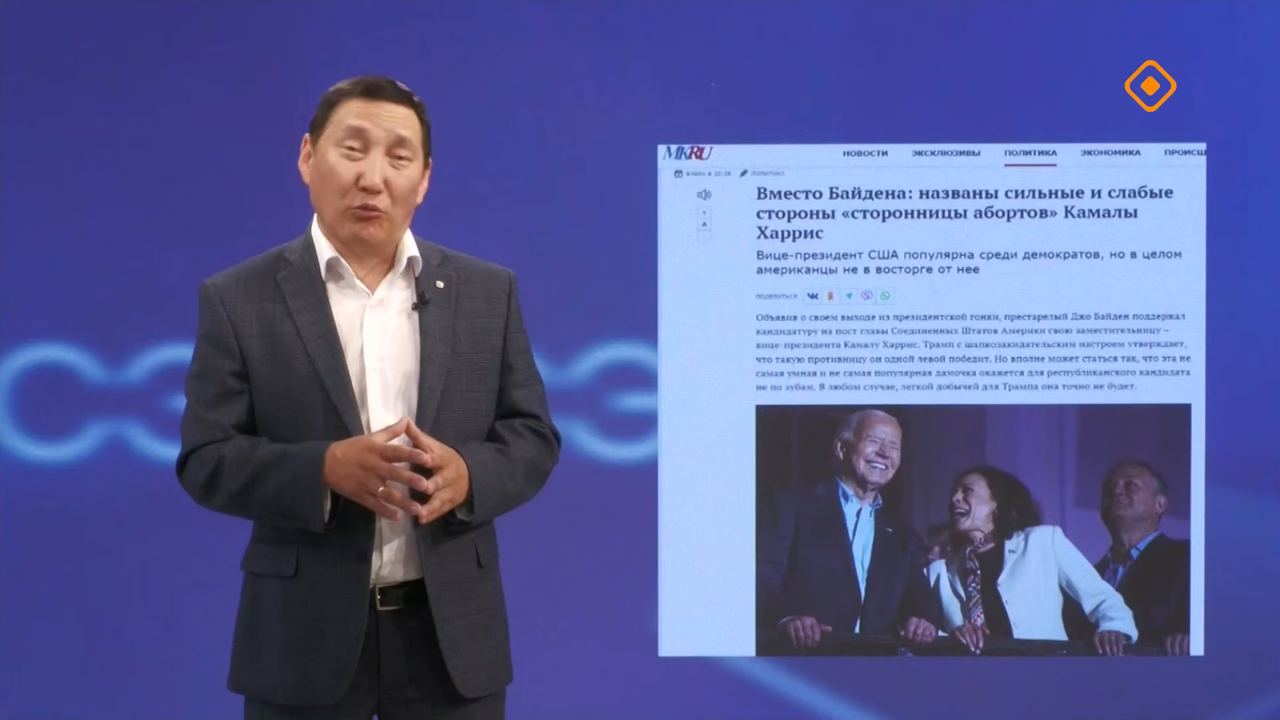 MKRU
НОВОСТИ ЭКСКЛЮЗИВЫ ПОЛИТИКА ЭКОНОМИКА
ПОЛИТИКА
Вместо Байдена: названы сильные и слабые
стороны «сторонницы абортов» Камалы
Харрис
Вице-президент США популярна среди демократов, но в целом
американцы не в восторге от нее
ПОДЕЛИТЬСЯ
Объявив о своем выходе из президентской гонки, престарелый Джо Байден поддержал
кандидатуру на пост главы Соединенных Штатов Америки свою заместительницу –
вице-президента Камалу Харрис. Трамп с шапкозакидательским настроем утверждает,
что такую противницу он одной левой победит. Но вполне может статься так, что эта не
самая умная и не самая популярная дамочка окажется для республиканского кандидата
не по зубам. В любом случае, легкой добычей для Трампа она точно не будет.